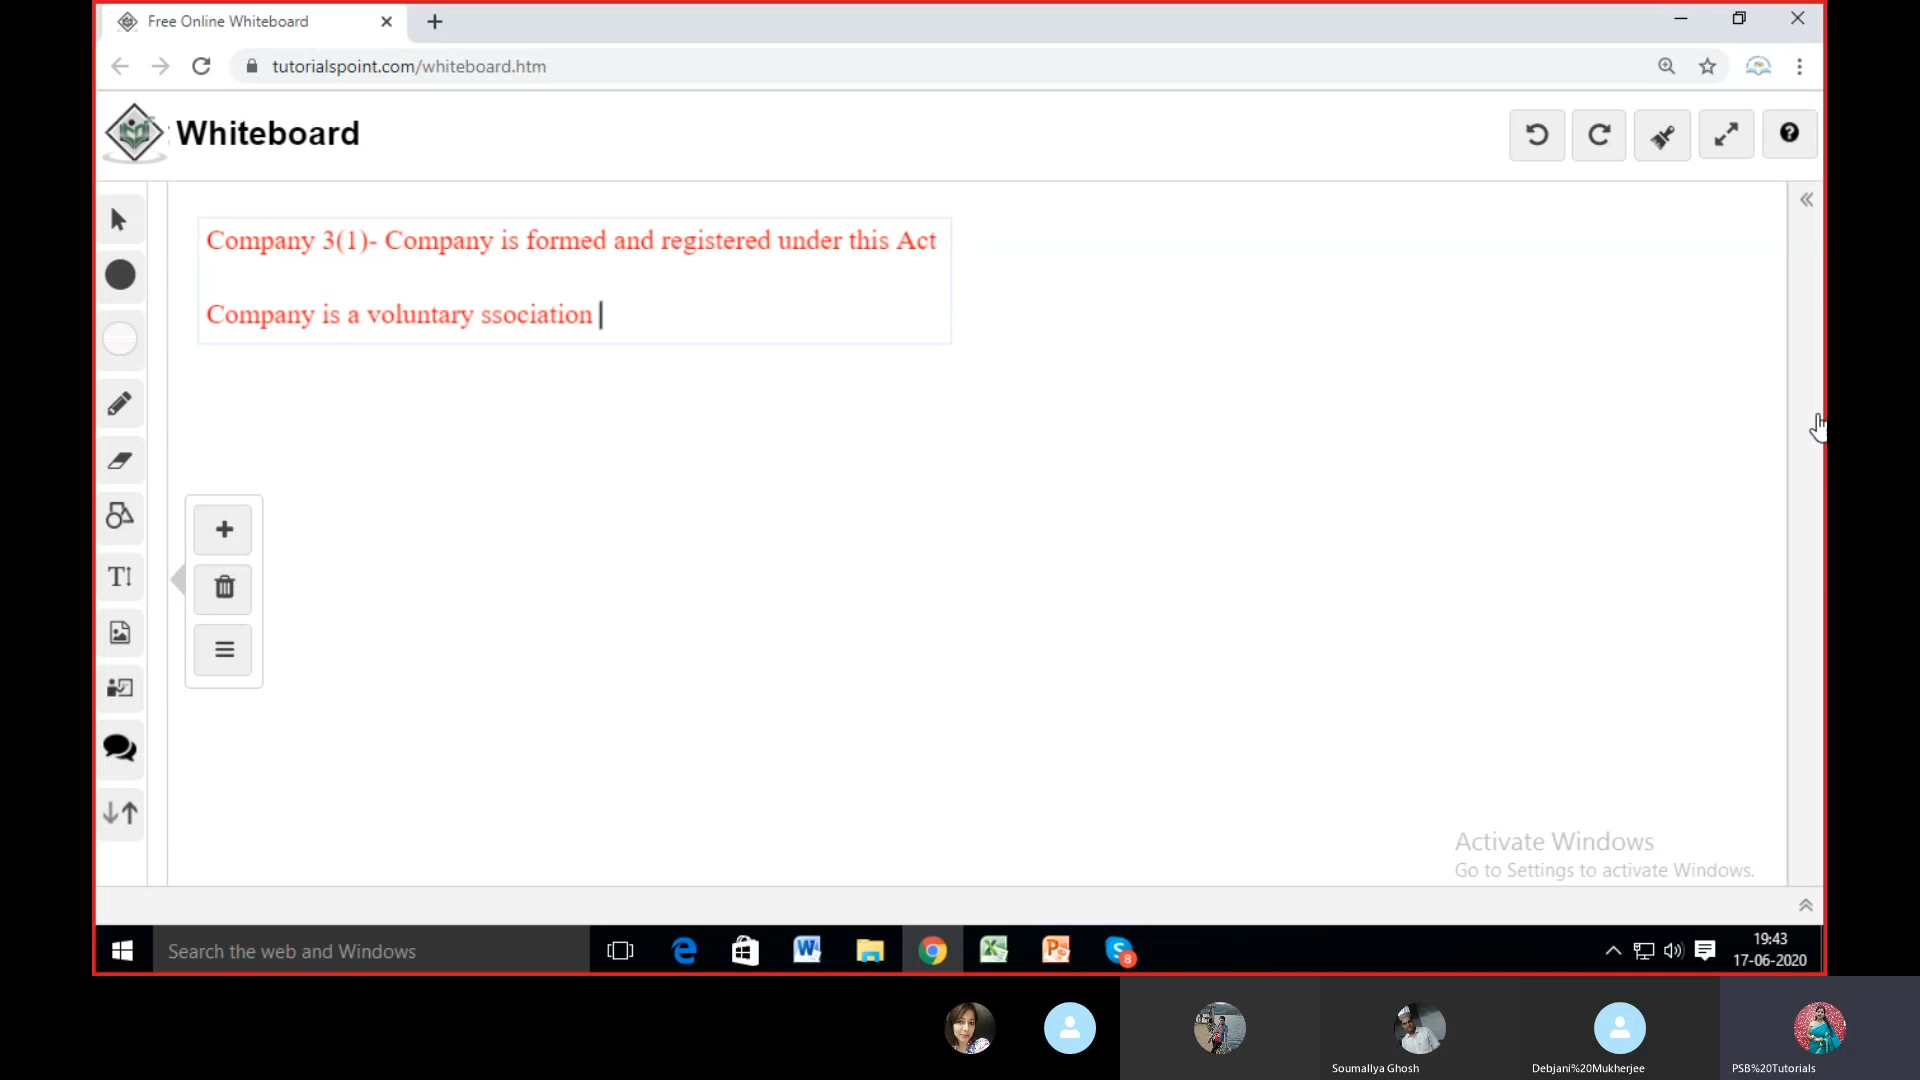 Free Online Whiteboard
tutorialspoint.com/whiteboard.htm
Whiteboard
Company 3(1)- Company is formed and registered under this Act
Company is a voluntary ssociation
T
Activate Windows
Go to Settings to activate Windows.
Search the web and Windows
8
19:43
17-06-2020
Soumallya Ghosh
Debjani%20Mukherjee
PSB%20Tutorials